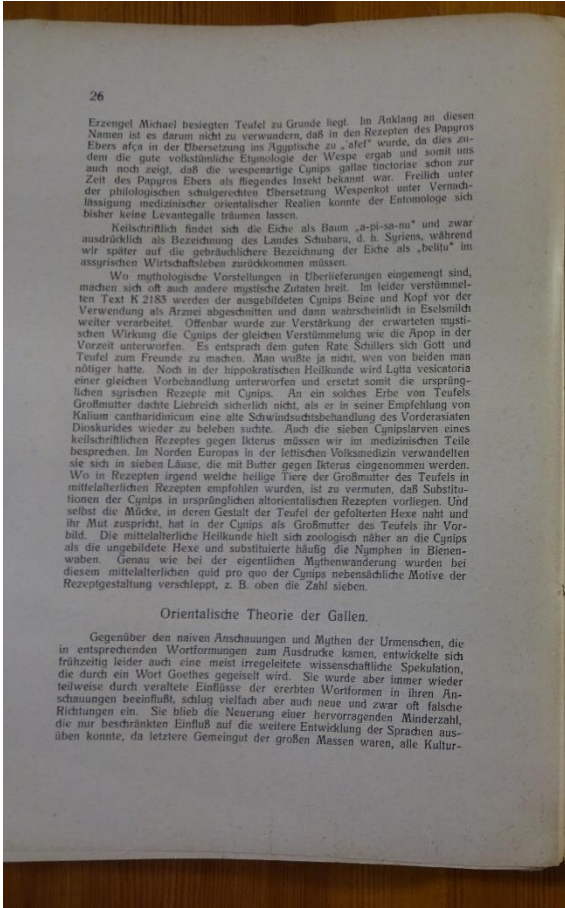 26
Erzengel Michael besiegten Teufel zu Grunde liegt. Im Anklang an diesen
Namen ist es darum nicht zu verwundern, daß in den Rezepten des Papyros
Ebers afça in der Übersetzung ins Ägyptische zu „'afef" wurde, da dies zu-
dem die gute volkstümliche Etymologie der Wespe ergab und somit uns
auch noch zeigt, daß die wespenartige Cynips gallae tinctoriae schon zur
Zeit des Papyros Ebers als fliegendes Insekt bekannt war. Freilich unter
der philologischen schulgerechten Übersetzung Wespenkot unter Vernach-
lässigung medizinischer orientalischer Realien konnte der Entomologe sich
bisher keine Levantegalle träumen lassen.
Keilschriftlich findet sich die Eiche als Baum „a-pi-sa-nu" und zwar
ausdrücklich als Bezeichnung des Landes Schubaru, d. h. Syriens, während
wir später auf die gebräuchlichere Bezeichnung der Eiche als „belițu" im
assyrischen Wirtschaftsleben zurückkommen müssen.
Wo mythologische Vorstellungen in Überlieferungen eingemengt sind,
machen sich oft auch andere mystische Zutaten breit. Im leider verstümmel-
ten Text K 2183 werden der ausgebildeten Cynips Beine und Kopf vor der
Verwendung als Arznei abgeschnitten und dann wahrscheinlich in Eselsmilch
weiter verarbeitet. Offenbar wurde zur Verstärkung der erwarteten mysti-
schen Wirkung die Cynips der gleichen Verstümmelung wie die Apop in der
Vorzeit unterworfen. Es entsprach dem guten Rate Schillers sich Gott und
Teufel zum Freunde zu machen. Man wußte ja nicht, wen von beiden man
nötiger hatte. Noch in der hippokratischen Heilkunde wird Lytta vesicatoria
einer gleichen Vorbehandlung unterworfen und ersetzt somit die ursprüng-
lichen syrischen Rezepte mit Cynips. An ein solches Erbe von Teufels
Großmutter dachte Liebreich sicherlich nicht, als er in seiner Empfehlung von
Kalium cantharidinicum eine alte Schwindsuchtsbehandlung des Vorderasiaten
Dioskurides wieder zu beleben suchte. Auch die sieben Cynipslarven eines
keilschriftlichen Rezeptes gegen Ikterus müssen wir im medizinischen Teile
besprechen. Im Norden Europas in der lettischen Volksmedizin verwandelten
sie sich in sieben Läuse, die mit Butter gegen Ikterus eingenommen werden.
Wo in Rezepten irgend welche heilige Tiere der Großmutter des Teufels in
mittelalterlichen Rezepten empfohlen wurden, ist zu vermuten, daß Substitu-
tionen der Cynips in ursprünglichen altorientalischen Rezepten vorliegen. Und
selbst die Mücke, in deren Gestalt der Teufel der gefolterten Hexe naht und
ihr Mut zuspricht, hat in der Cynips als Großmutter des Teufels ihr Vor-
bild. Die mittelalterliche Heilkunde hielt sich zoologisch näher an die Cynips
als die ungebildete Hexe und substituierte häufig die Nymphen in Bienen-
waben. Genau wie bei der eigentlichen Mythenwanderung wurden bei
diesem mittelalterlichen quid pro quo der Cynips nebensächliche Motive der
Rezeptgestaltung verschleppt, z. B. oben die Zahl sieben.
Orientalische Theorie der Gallen.
Gegenüber den naiven Anschauungen und Mythen der Urmenschen, die
in entsprechenden Wortformungen zum Ausdrucke kamen, entwickelte sich
frühzeitig leider auch eine meist irregeleitete wissenschaftliche Spekulation,
die durch ein Wort Goethes gegeiselt wird. Sie wurde aber immer wieder
teilweise durch veraltete Einflüsse der ererbten Wortformen in ihren An-
schauungen beeinflußt, schlug vielfach aber auch neue und zwar oft falsche
Richtungen ein. Sie blieb die Neuerung einer hervorragenden Minderzahl,
die nur beschränkten Einfluß auf die weitere Entwicklung der Sprachen aus-
üben konnte, da letztere Gemeingut der großen Massen waren, alle Kultur-